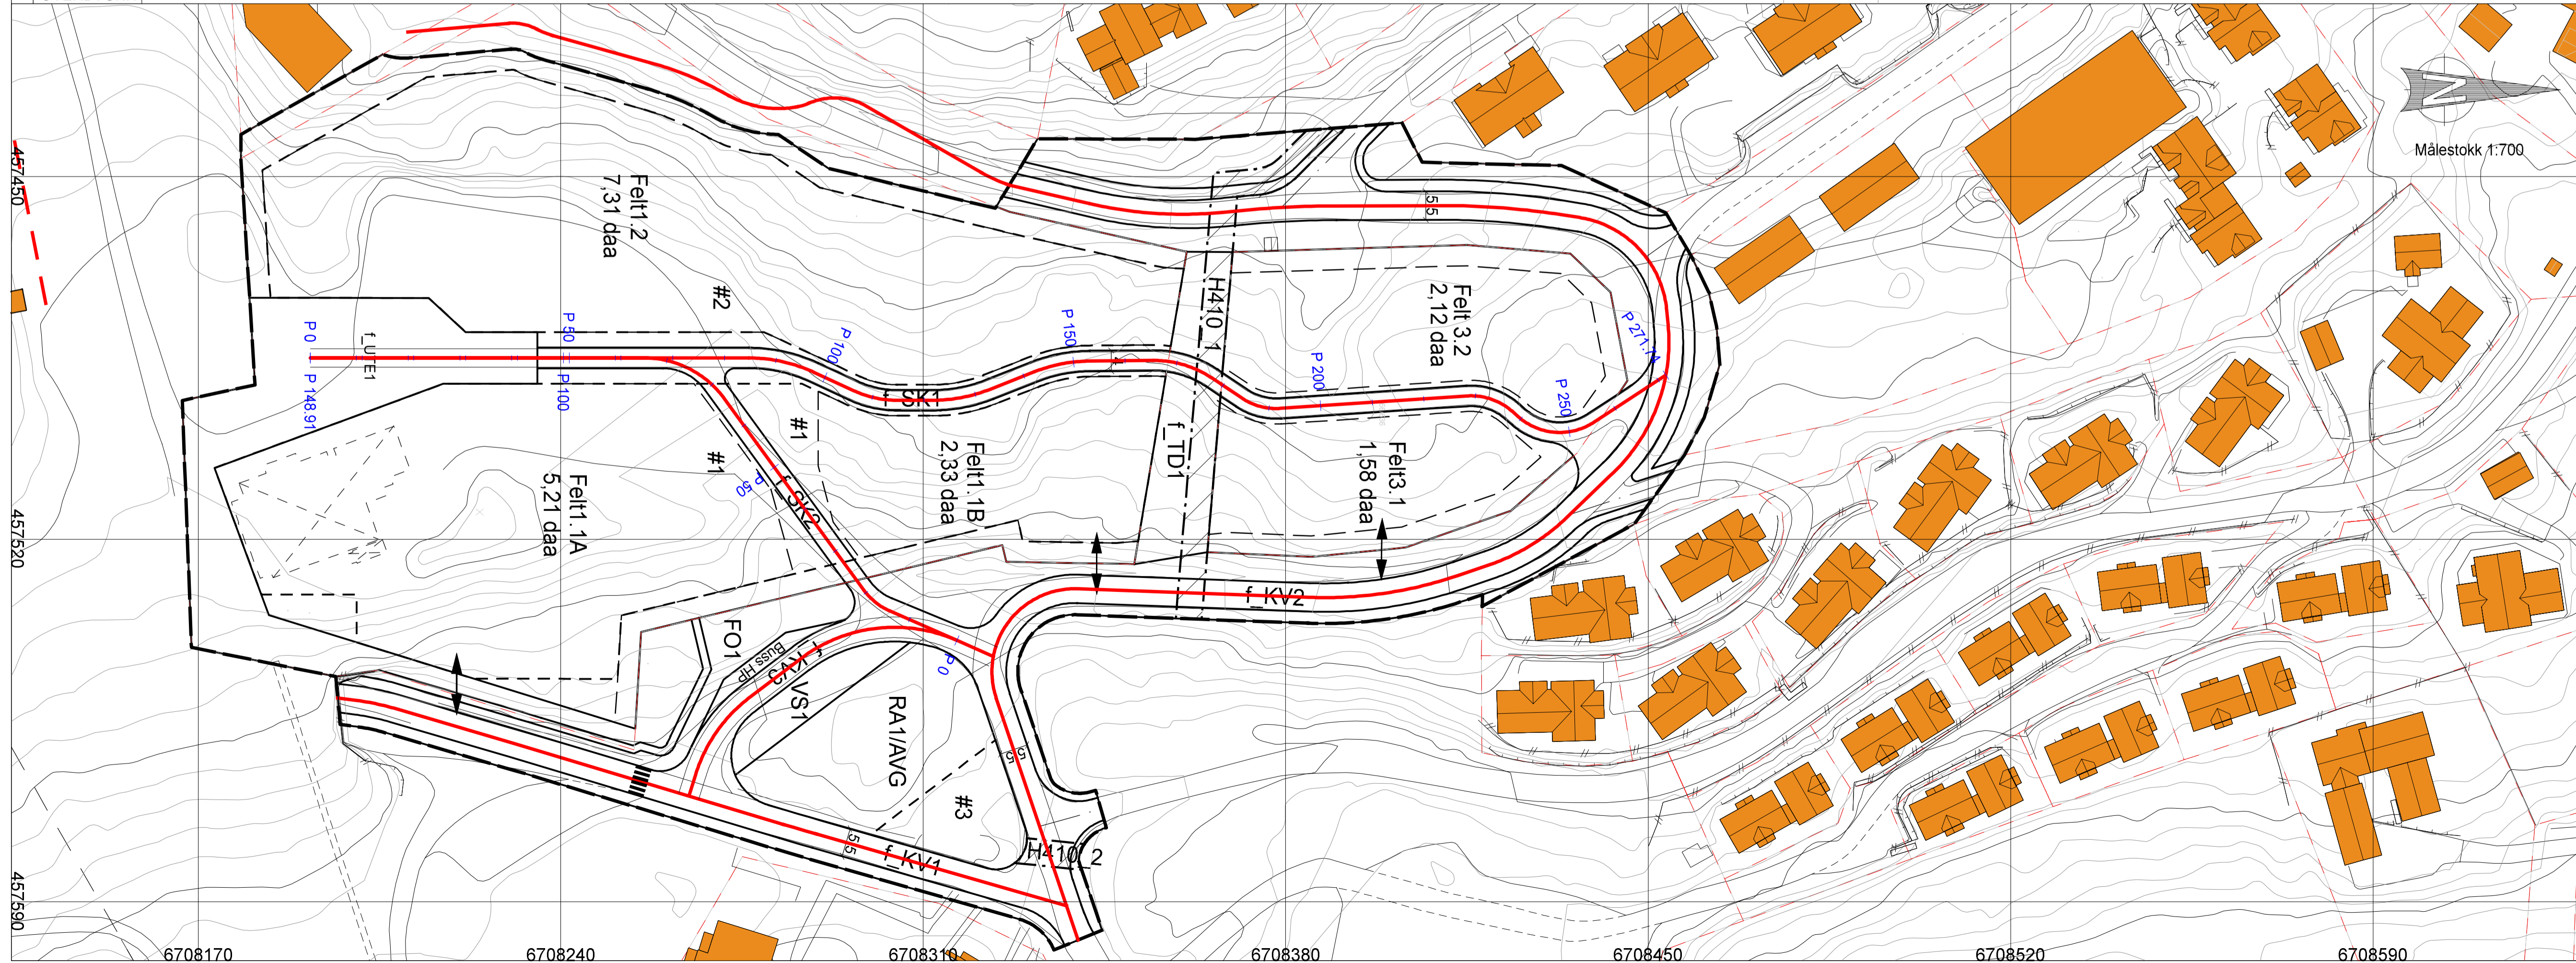 N
Målestokk 1:700
457450
457520
457590
6708170
6708240
6708310
6708380
6708450
6708520
6708590
Felt1.2
7,31 daa
#2
P 0
f_UTE1
P 50
P 100
P 150
P 200
P 250
P 271.74
P 148.91
P100
P 50
P 0
f_SK1
f_SK2
#1
#1
Felt1.1A
5,21 daa
Felt1.1B
2,33 daa
H410_1
f_TD1
Felt 3.2
2,12 daa
Felt3.1
1,58 daa
5.5
4
f_KV2
FO1
Buss HP
f_KV3
VS1
RA1/AVG
#3
5.5
5.5
f_KV1
H410_2